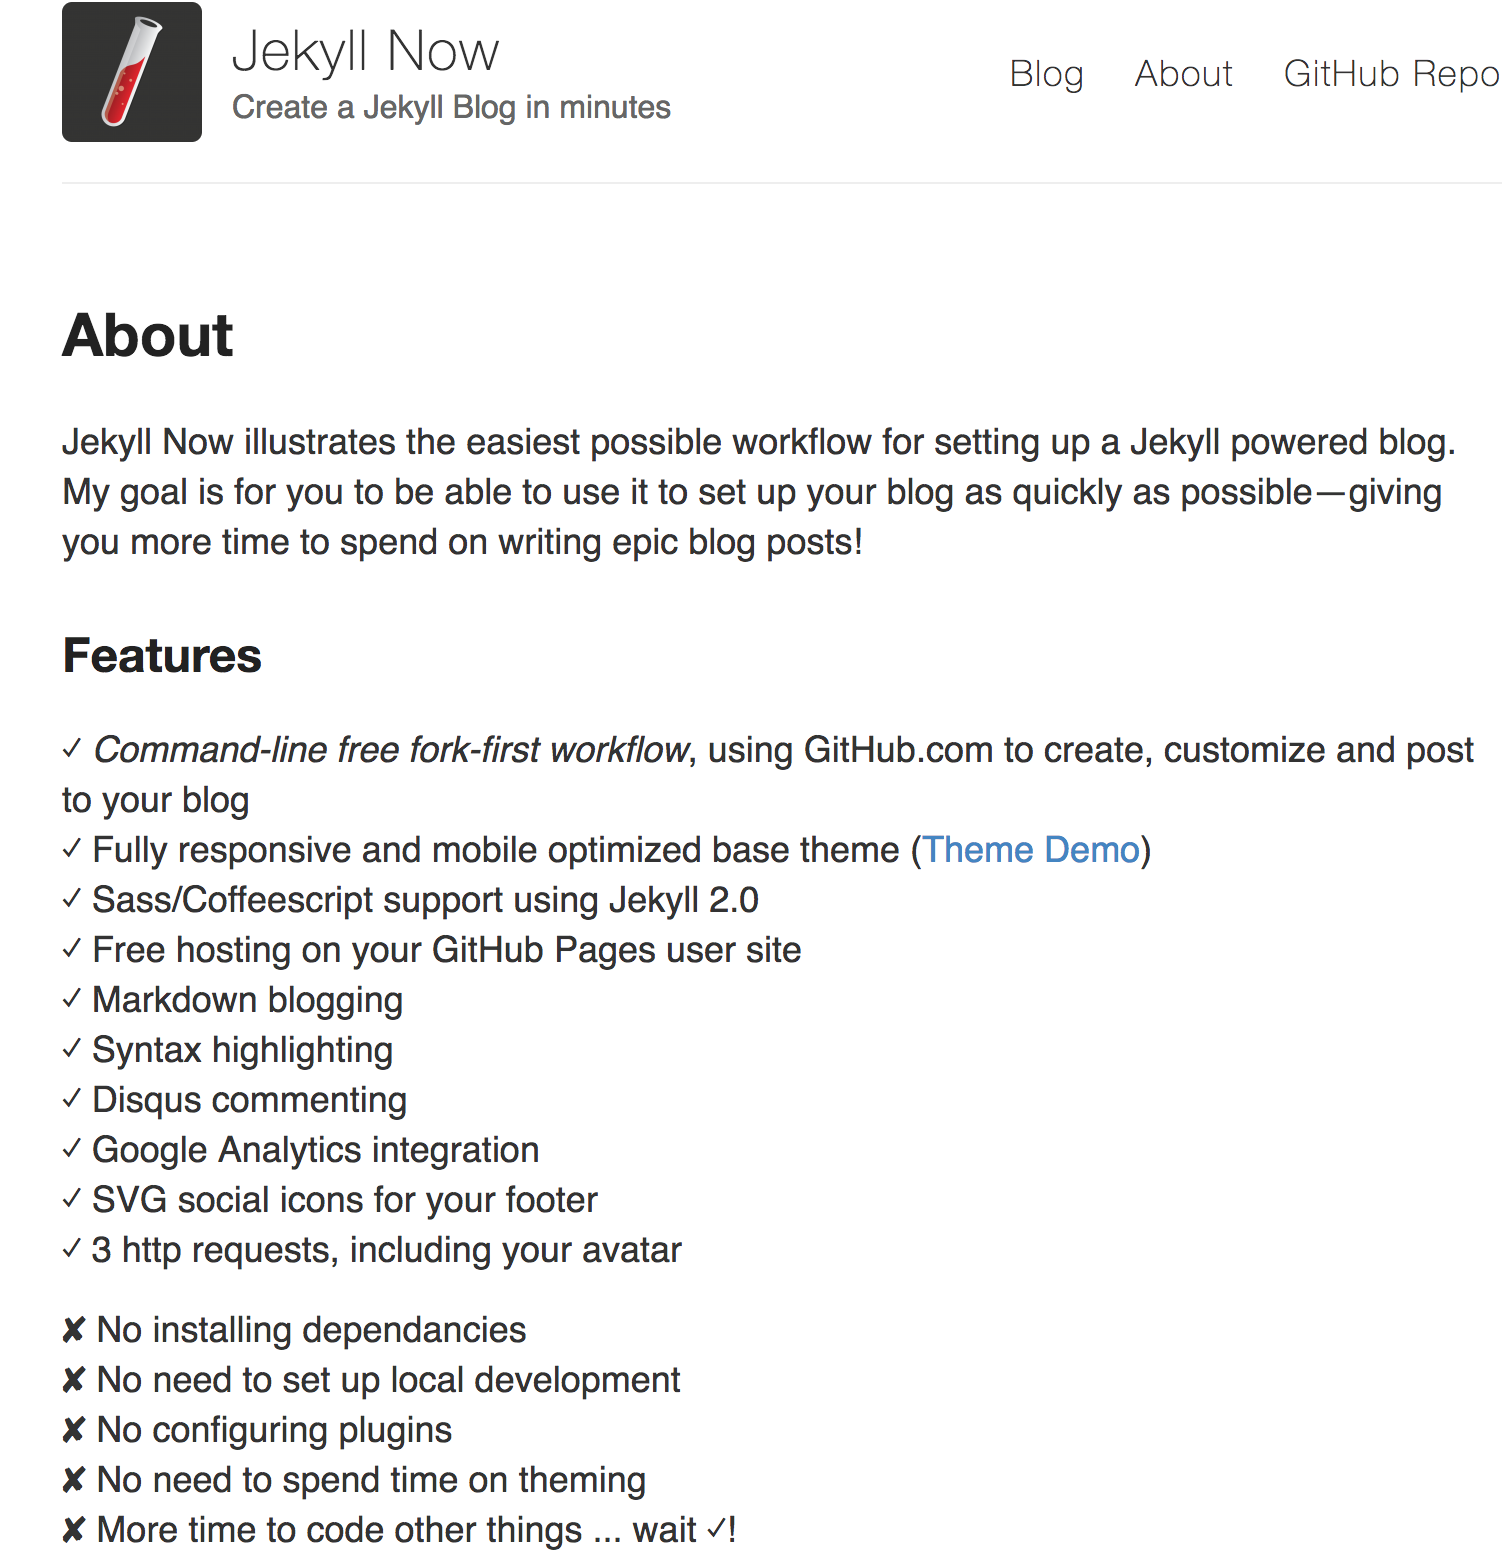 Jekyll Now
Create a Jekyll Blog in minutes
Blog About GitHub Repo
About
Jekyll Now illustrates the easiest possible workflow for setting up a Jekyll powered blog.
My goal is for you to be able to use it to set up your blog as quickly as possible—giving
you more time to spend on writing epic blog posts!
Features
✓ Command-line free fork-first workflow, using GitHub.com to create, customize and post
to your blog
✓ Fully responsive and mobile optimized base theme (Theme Demo)
✓ Sass/Coffeescript support using Jekyll 2.0
✓ Free hosting on your GitHub Pages user site
✓ Markdown blogging
✓ Syntax highlighting
✓ Disqus commenting
✓ Google Analytics integration
✓ SVG social icons for your footer
✓ 3 http requests, including your avatar
✘ No installing dependancies
✘ No need to set up local development
✘ No configuring plugins
✘ No need to spend time on theming
✘ More time to code other things ... wait ✓!